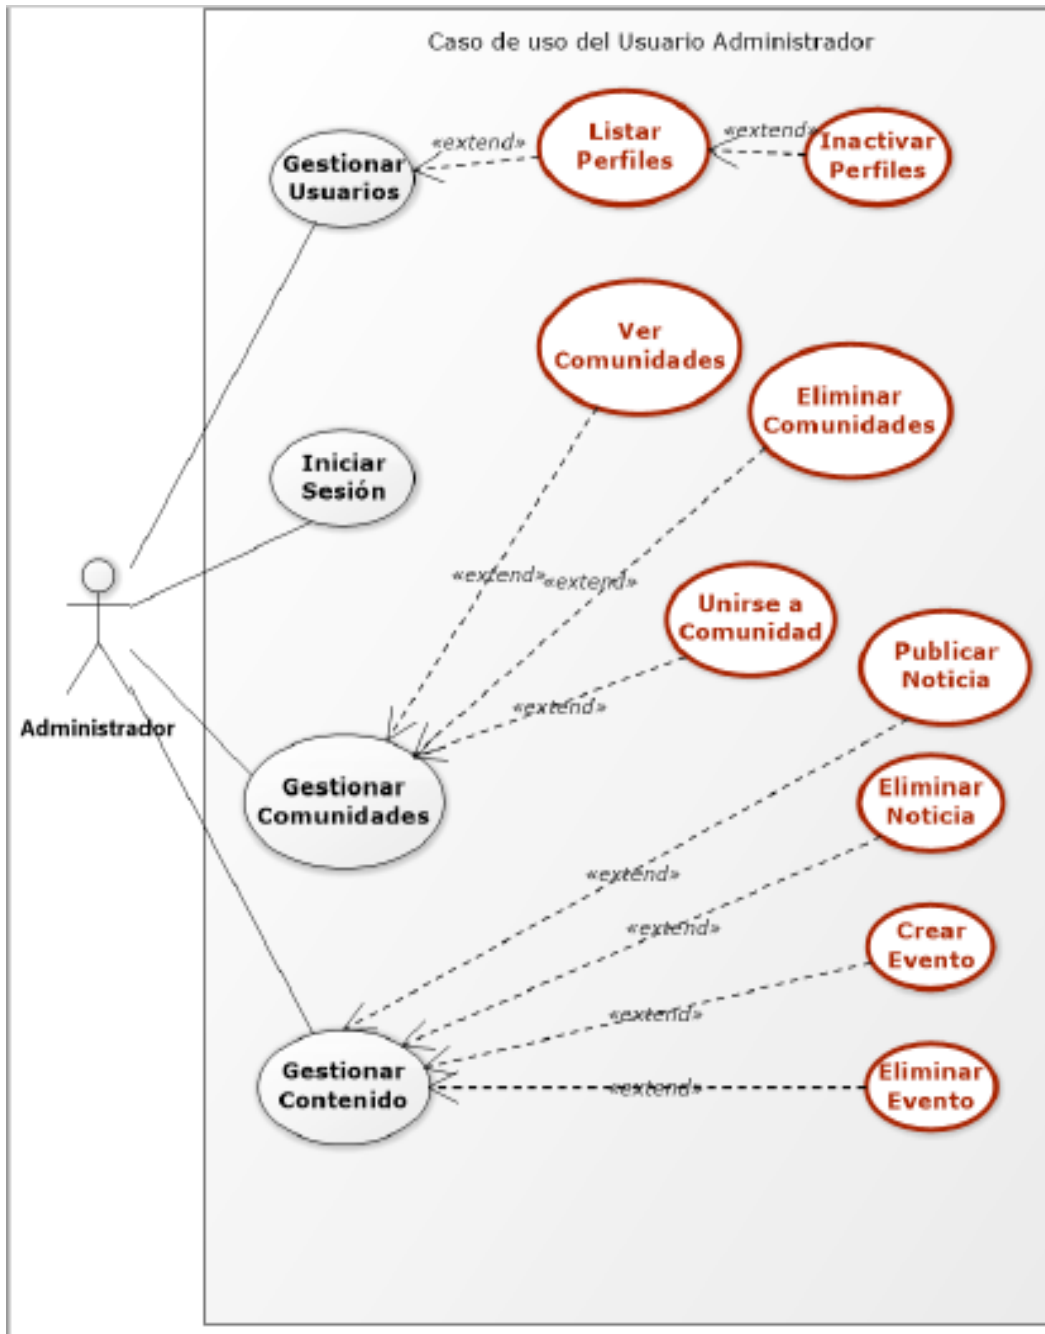 Caso de uso del Usuario Administrador
«extend»
Listar
Perfiles
«extend»
Inactivar
Perfiles
Gestionar
Usuarios
Ver
Comunidades
Eliminar
Comunidades
Iniciar
Sesión
«extend»
«extend»
Unirse a
Comunidad
Publicar
Noticia
«extend»
Administrador
Gestionar
Comunidades
Eliminar
Noticia
«extend»
«extend»
Crear
Evento
«extend»
Gestionar
Contenido
«extend»
Eliminar
Evento